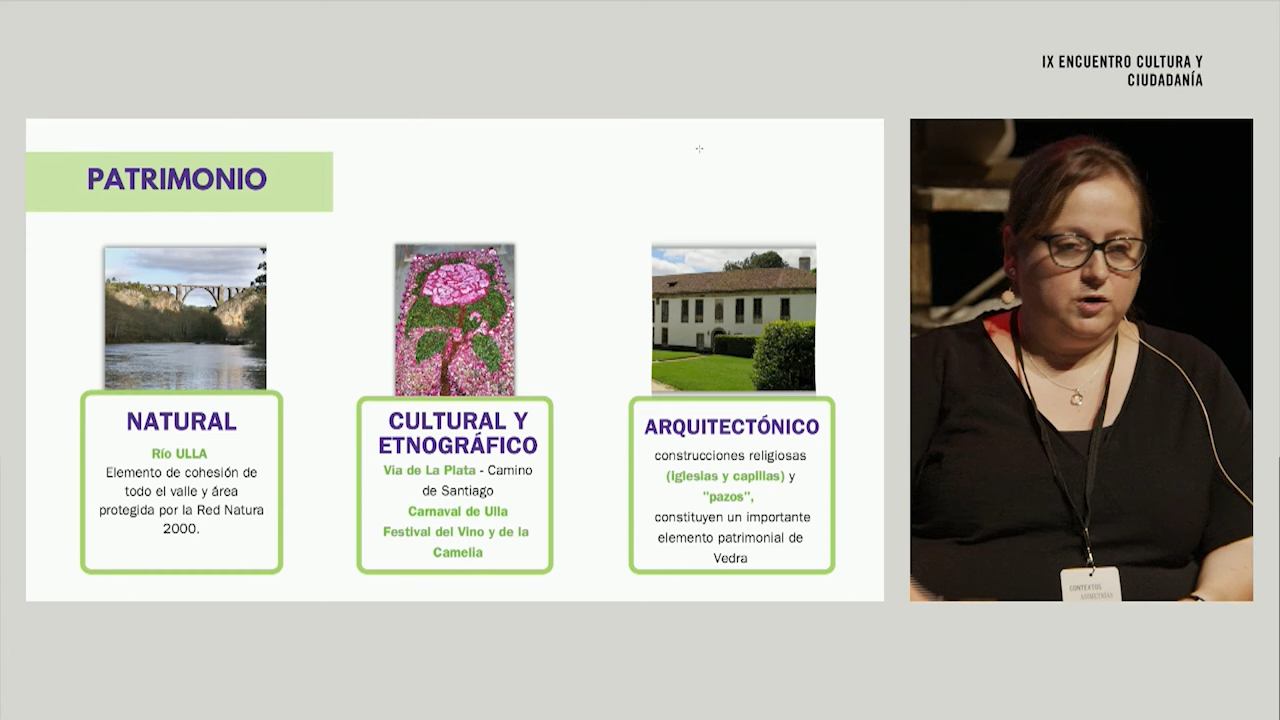 IX ENCUENTRO CULTURA Y
CIUDADANÍA
PATRIMONIO
NATURAL
Río ULLA
Elemento de cohesión de
todo el valle y área
protegida por la Red Natura
2000.
CULTURAL Y
ETNOGRÁFICO
Vía de La Plata - Camino
de Santiago
Carnaval de Ulla
Festival del Vino y de la
Camelia
ARQUITECTÓNICO
construcciones religiosas
(iglesias y capillas) y
"pazos",
constituyen un importante
elemento patrimonial de
Vedra
CONTEXTOS